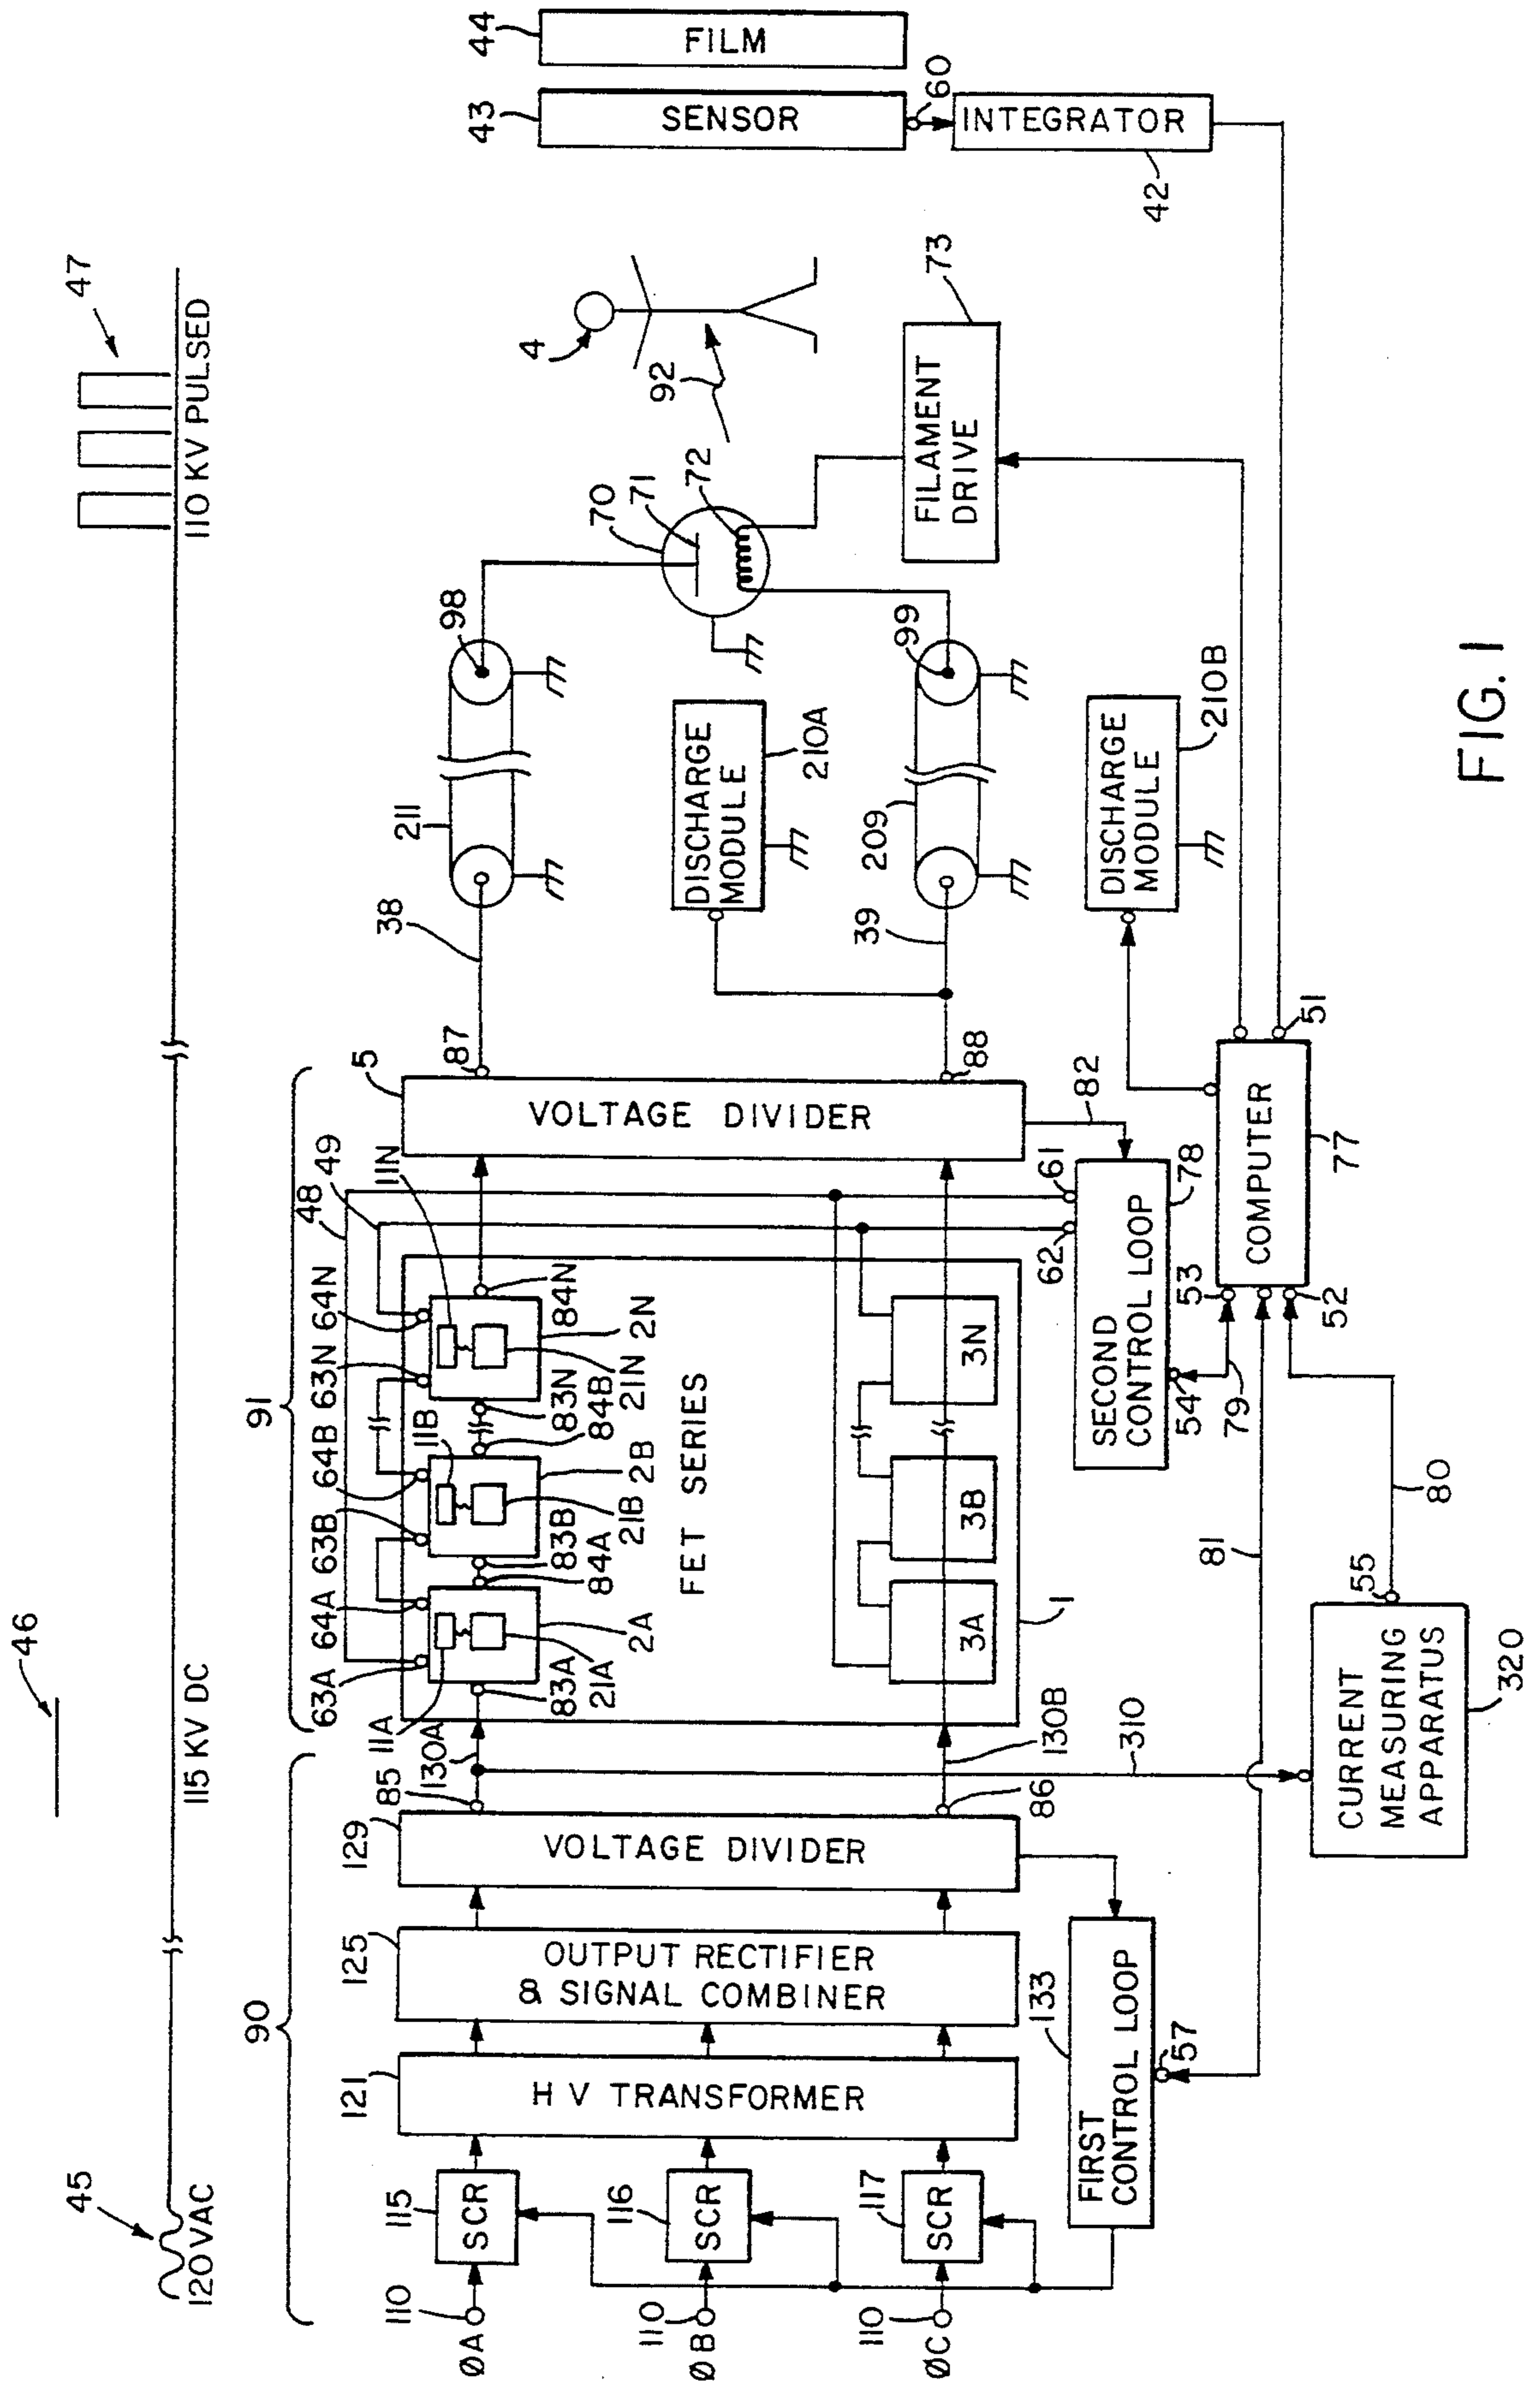 46
45
120 VAC
115 KV DC
110 KV PULSED
47
90
91
ØA
110
115
SCR
ØB
110
116
SCR
ØC
110
117
SCR
121
H V TRANSFORMER
125
OUTPUT RECTIFIER
& SIGNAL COMBINER
129
VOLTAGE DIVIDER
85
86
130A
130B
310
133
FIRST
CONTROL LOOP
57
63A
64A
63B
64B
63N
64N
48
49
11A
11B
11N
83A
21A
2A
84A
83B
21B
2B
84B
83N
21N
2N
84N
FET SERIES
3A
3B
3N
1
5
VOLTAGE DIVIDER
87
88
82
61
62
SECOND
CONTROL LOOP
78
54
79
53
52
51
COMPUTER
77
81
80
55
CURRENT
MEASURING
APPARATUS
320
38
211
98
39
209
99
DISCHARGE
MODULE
210A
DISCHARGE
MODULE
210B
70
71
72
FILAMENT
DRIVE
73
4
92
43
SENSOR
44
FILM
60
INTEGRATOR
42
FIG. 1